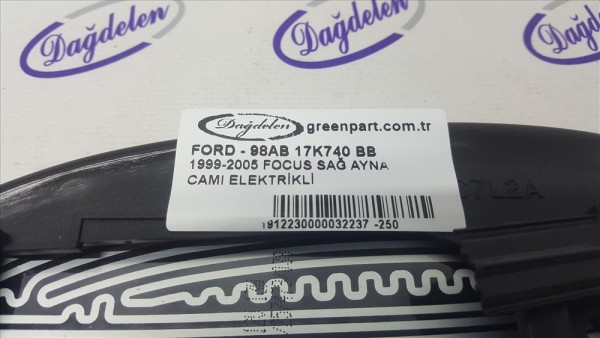 Dağdelen
Dağdelen
Dağdelen
Dağdelen greenpart.com.tr
FORD - 98AB 17K740 BB
1999-2005 FOCUS SAĞ AYNA
CAMI ELEKTRİKLİ
1912230000032237 -250